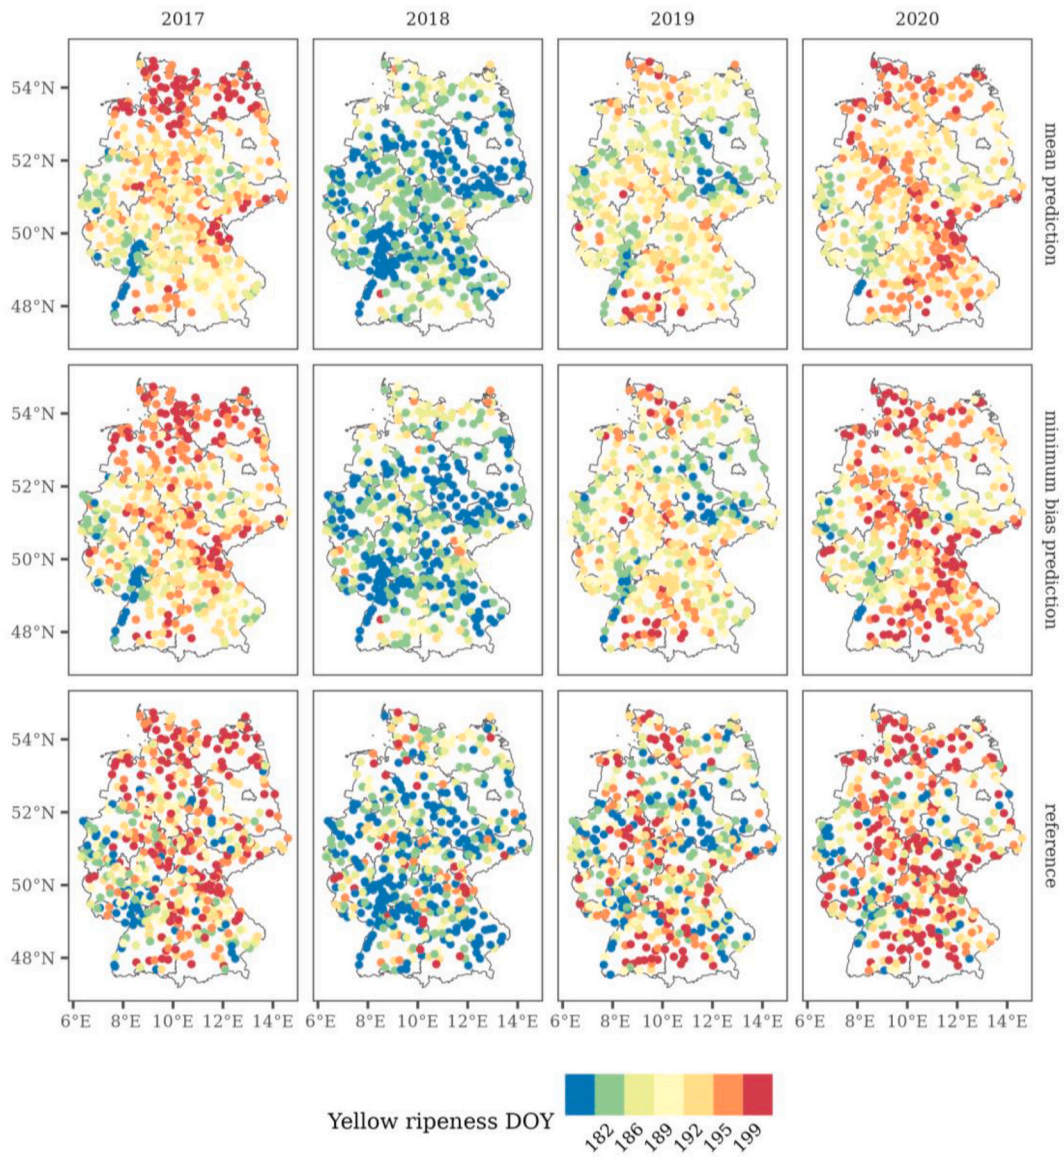 2017 2018 2019 2020
54°N
52°N
50°N
48°N
mean prediction
54°N
52°N
50°N
48°N
minimum bias prediction
54°N
52°N
50°N
48°N
reference
6°E 8°E 10°E 12°E 14°E 6°E 8°E 10°E 12°E 14°E 6°E 8°E 10°E 12°E 14°E 6°E 8°E 10°E 12°E 14°E
Yellow ripeness DOY
182 186 189 192 195 199